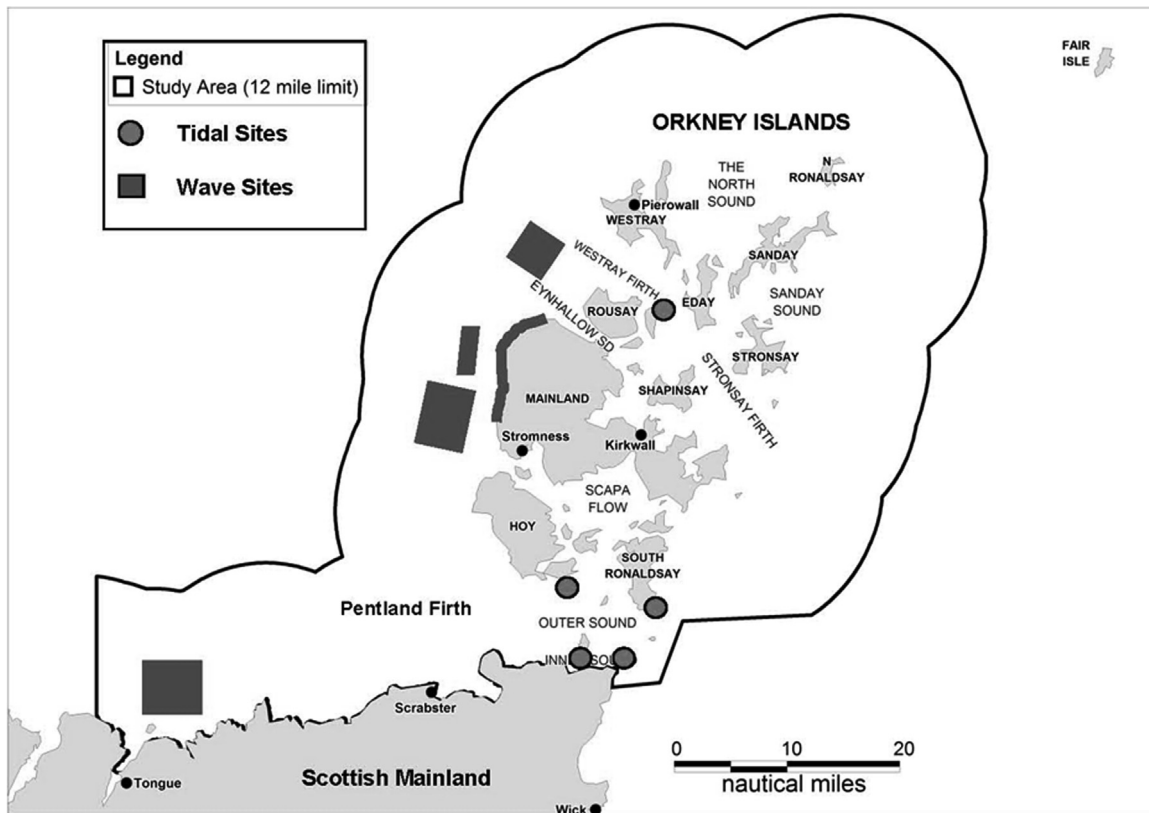 Legend
Study Area (12 mile limit)
Tidal Sites
Wave Sites
FAIR
ISLE
ORKNEY ISLANDS
N
RONALDSAY
THE
NORTH
SOUND
Pierowall
WESTRAY
WESTRAY FIRTH
SANDAY
EYNHALLOW SD
ROUSAY
EDAY
SANDAY
SOUND
STRONSAY
STRONSAY FIRTH
SHAPINSAY
MAINLAND
Stromness
Kirkwall
SCAPA
FLOW
HOY
SOUTH
RONALDSAY
Pentland Firth
OUTER SOUND
Scrabster
Tongue
Scottish Mainland
Wick
0 10 20
nautical miles